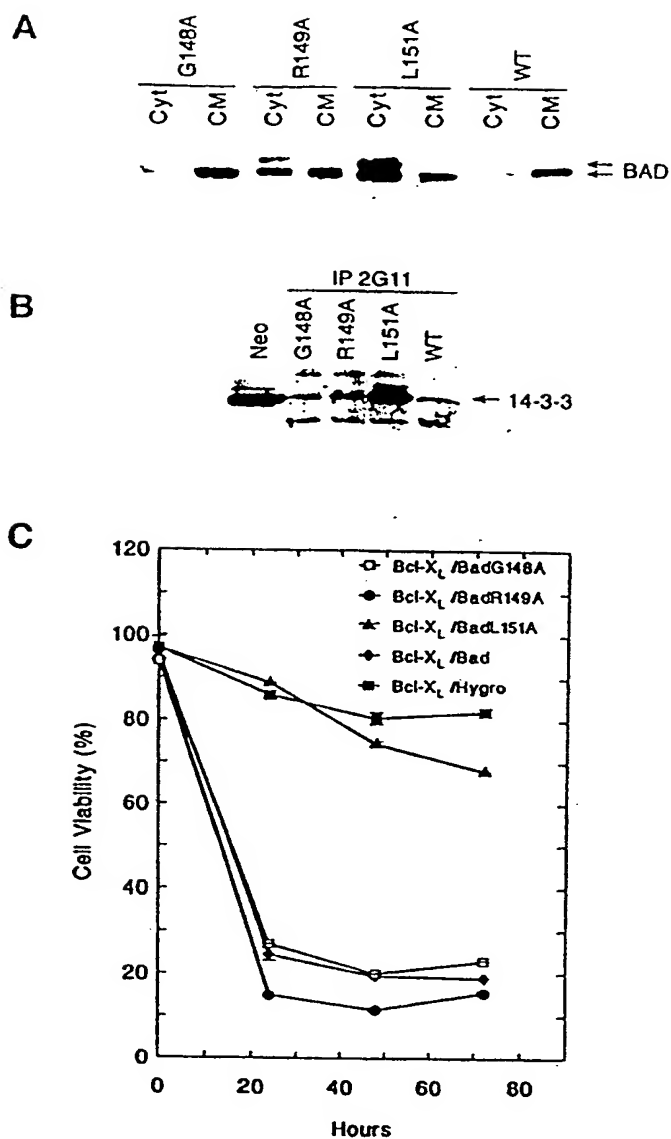 A
G148A R149A L151A WT
Cyt CM Cyt CM Cyt CM Cyt CM
BAD
B
IP 2G11
Neo G148A R149A L151A WT
14-3-3
C
120
100
80
60
40
20
0
Cell Viability (%)
Bcl-XL /BadG148A
Bcl-XL /BadR149A
Bcl-XL /BadL151A
Bcl-XL /Bad
Bcl-XL /Hygro
0 20 40 60 80
Hours